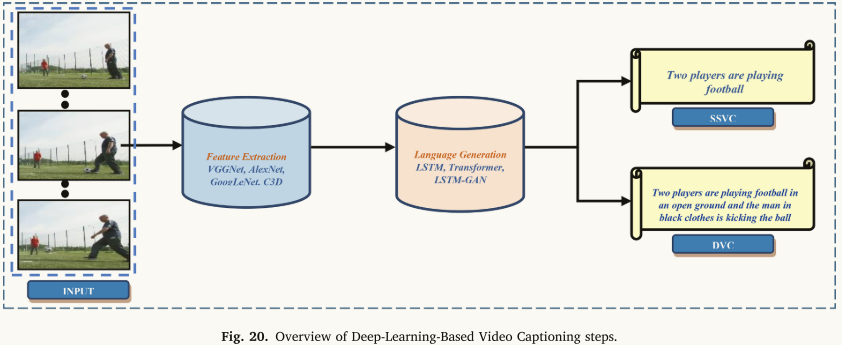 INPUT
Feature Extraction
VGGNet, AlexNet,
GoogLeNet. C3D
Language Generation
LSTM, Transformer,
LSTM-GAN
Two players are playing
football
SSVC
Two players are playing football in
an open ground and the man in
black clothes is kicking the ball
DVC
Fig. 20. Overview of Deep-Learning-Based Video Captioning steps.